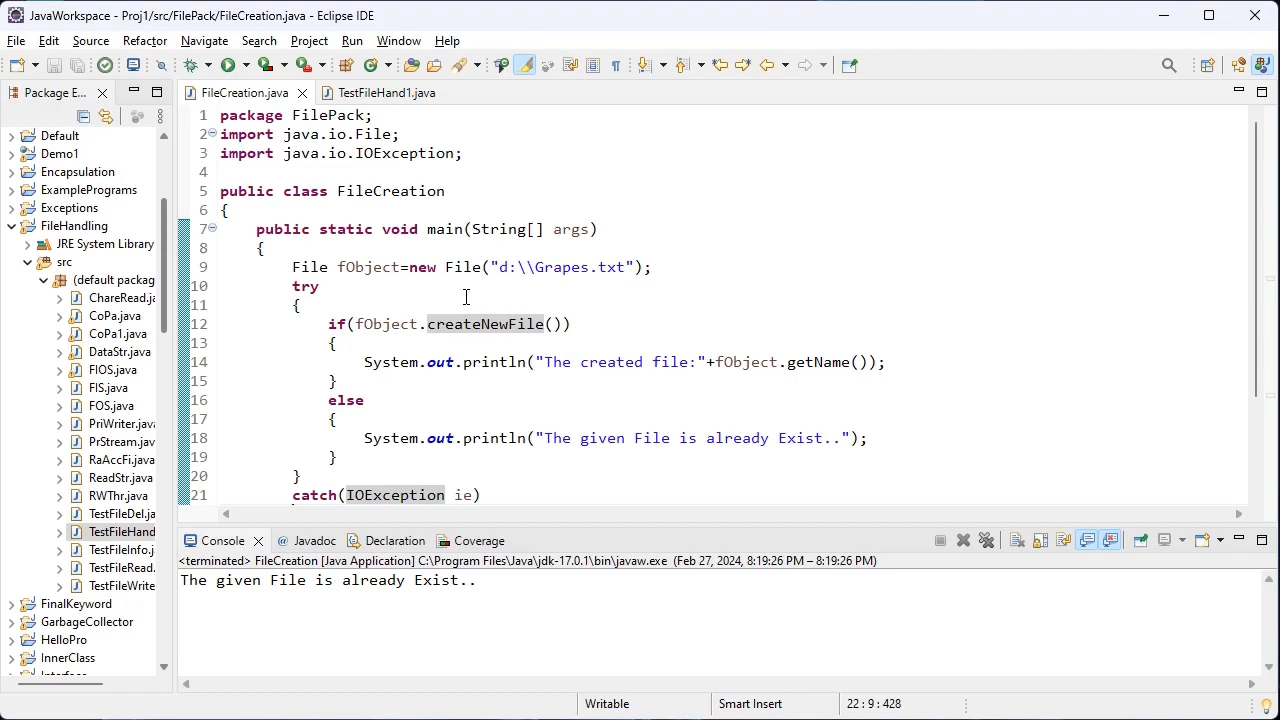 JavaWorkspace - Proj1/src/FilePack/FileCreation.java - Eclipse IDE
File Edit Source Refactor Navigate Search Project Run Window Help
Package E...
FileCreation.java
TestFileHand1.java
Default
Demo1
Encapsulation
ExamplePrograms
Exceptions
FileHandling
JRE System Library
src
(default packag
ChareRead.ja
CoPa.java
CoPa1.java
DataStr.java
FIOS.java
FIS.java
FOS.java
PriWriter.java
PrStream.java
RaAccFi.java
ReadStr.java
RWThr.java
TestFileDel.ja
TestFileHand
TestFileInfo.j
TestFileRead.
TestFileWrite
FinalKeyword
GarbageCollector
HelloPro
InnerClass
1 package FilePack;
2 import java.io.File;
3 import java.io.IOException;
4
5 public class FileCreation
6 {
7 public static void main(String[] args)
8 {
9 File fObject=new File("d:\\Grapes.txt");
10 try
11 {
12 if(fObject.createNewFile())
13 {
14 System.out.println("The created file:"+fObject.getName());
15 }
16 else
17 {
18 System.out.println("The given File is already Exist..");
19 }
20 }
21 catch(IOException ie)
Console Javadoc Declaration Coverage
<terminated> FileCreation [Java Application] C:\Program Files\Java\jdk-17.0.1\bin\javaw.exe (Feb 27, 2024, 8:19:26 PM – 8:19:26 PM)
The given File is already Exist..
Writable Smart Insert 22 : 9 : 428